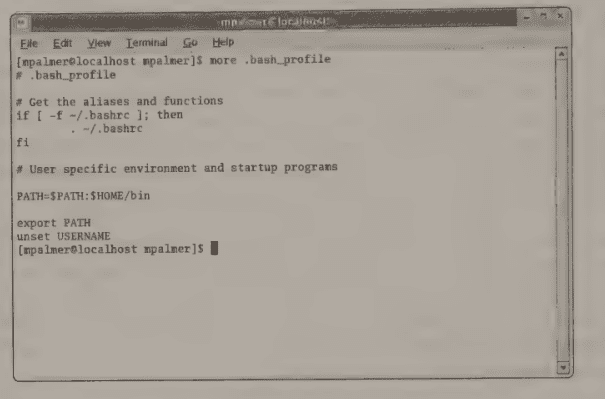 mpalmer@localhost:~
File Edit View Terminal Go Help
[mpalmer@localhost mpalmer]$ more .bash_profile
# .bash_profile

# Get the aliases and functions
if [ -f ~/.bashrc ]; then
        . ~/.bashrc
fi

# User specific environment and startup programs

PATH=$PATH:$HOME/bin

export PATH
unset USERNAME
[mpalmer@localhost mpalmer]$